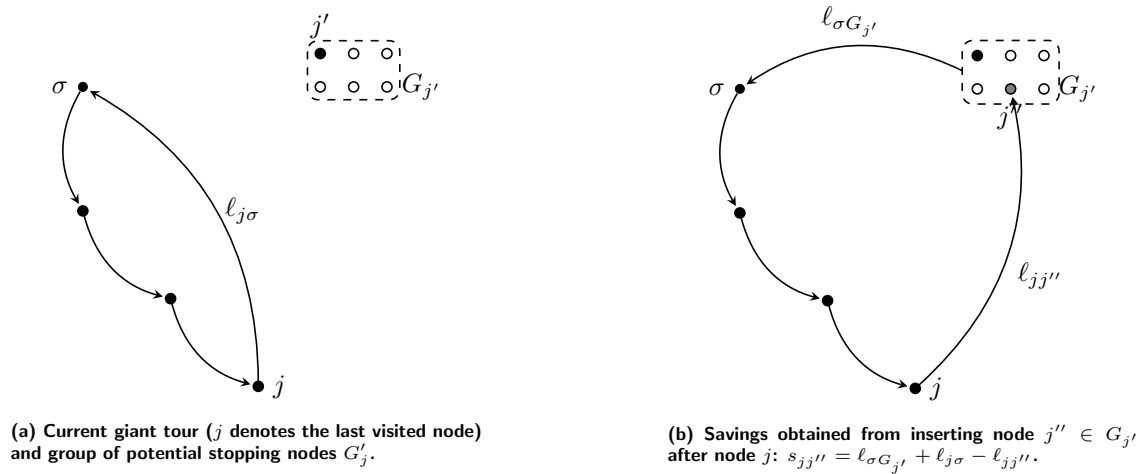 j′
G_{j′}
σ
ℓ_{jσ}
j
(a) Current giant tour (j denotes the last visited node)
and group of potential stopping nodes G′_j.
ℓ_{σG_{j′}}
G_{j′}
σ
j′′
ℓ_{jj′′}
j
(b) Savings obtained from inserting node j′′ ∈ G_{j′}
after node j: s_{jj′′} = ℓ_{σG_{j′}} + ℓ_{jσ} − ℓ_{jj′′}.